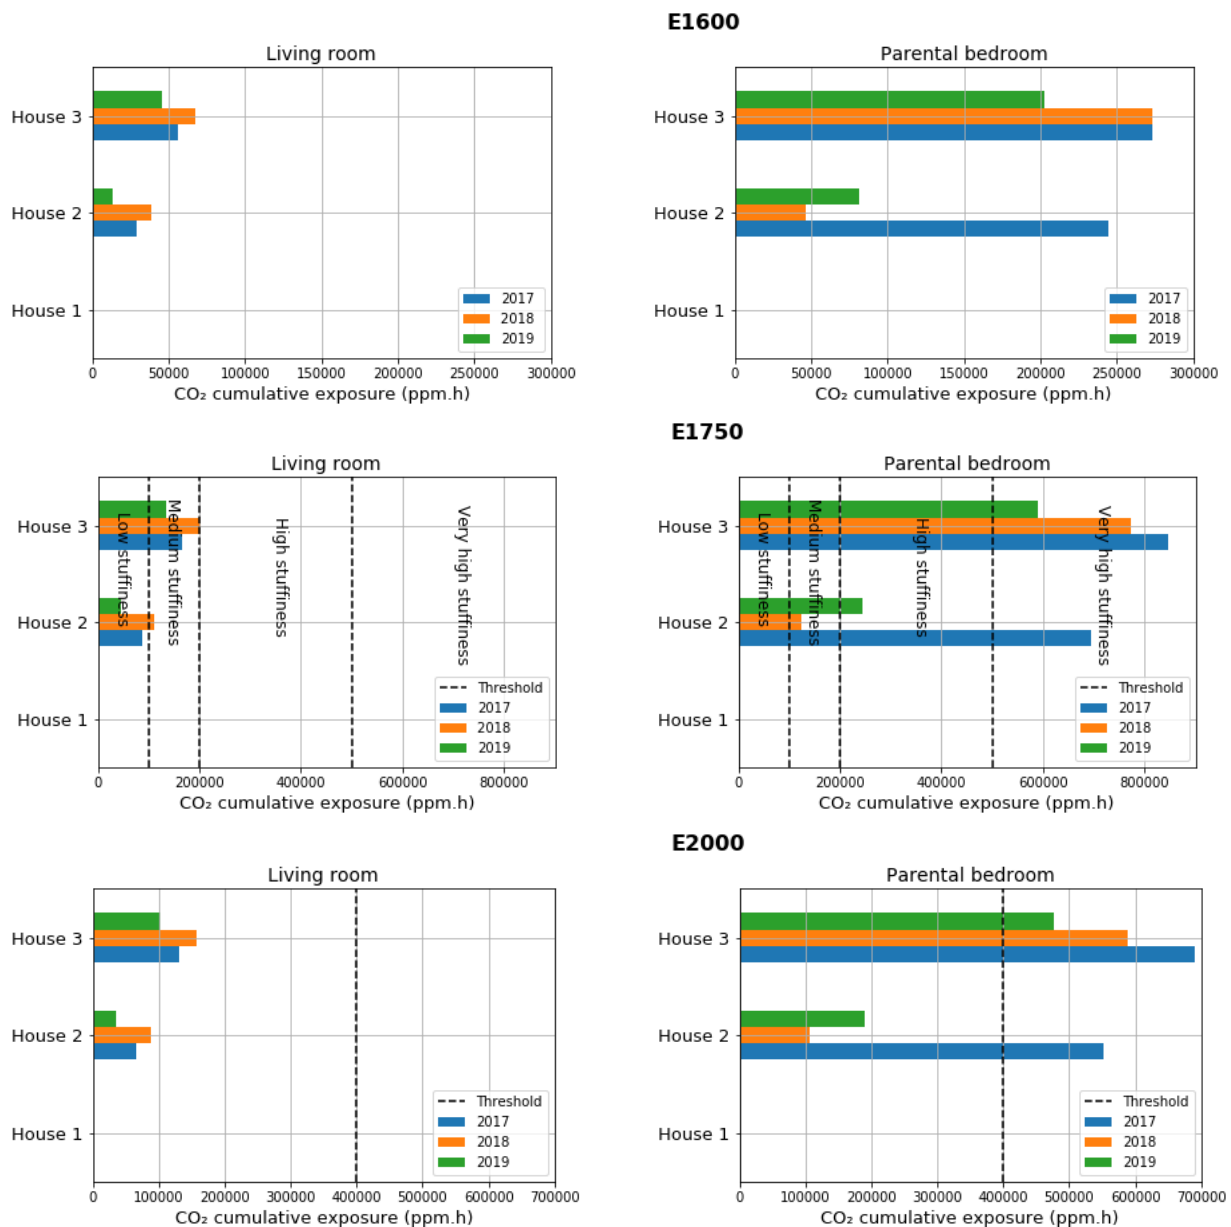 E1600
Living room
House 3
House 2
House 1
2017
2018
2019
0 50000 100000 150000 200000 250000 300000
CO₂ cumulative exposure (ppm.h)
Parental bedroom
House 3
House 2
House 1
2017
2018
2019
0 50000 100000 150000 200000 250000 300000
CO₂ cumulative exposure (ppm.h)
E1750
Living room
House 3
House 2
House 1
Low stuffiness
Medium stuffiness
High stuffiness
Very high stuffiness
Threshold
2017
2018
2019
0 200000 400000 600000 800000
CO₂ cumulative exposure (ppm.h)
Parental bedroom
House 3
House 2
House 1
Low stuffiness
Medium stuffiness
High stuffiness
Very high stuffiness
Threshold
2017
2018
2019
0 200000 400000 600000 800000
CO₂ cumulative exposure (ppm.h)
E2000
Living room
House 3
House 2
House 1
Threshold
2017
2018
2019
0 100000 200000 300000 400000 500000 600000 700000
CO₂ cumulative exposure (ppm.h)
Parental bedroom
House 3
House 2
House 1
Threshold
2017
2018
2019
0 100000 200000 300000 400000 500000 600000 700000
CO₂ cumulative exposure (ppm.h)